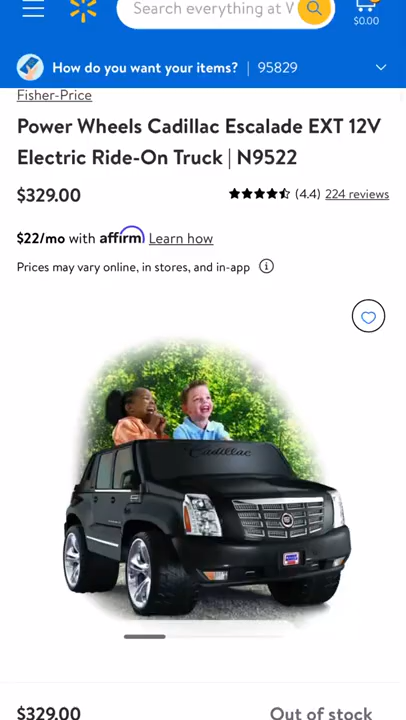 Search everything at W
$0.00
How do you want your items? | 95829
Fisher-Price
Power Wheels Cadillac Escalade EXT 12V
Electric Ride-On Truck | N9522
$329.00
(4.4) 224 reviews
$22/mo with affirm Learn how
Prices may vary online, in stores, and in-app
Cadillac
$329.00
Out of stock